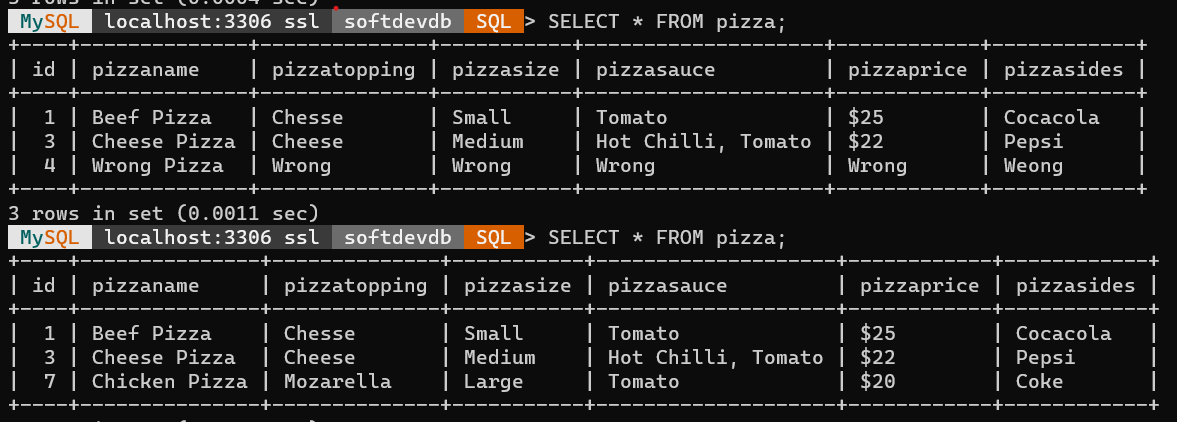 MySQL localhost:3306 ssl softdevdb SQL > SELECT * FROM pizza;
+----+--------------+--------------+-----------+--------------------+------------+------------+
| id | pizzaname    | pizzatopping | pizzasize | pizzasauce         | pizzaprice | pizzasides |
+----+--------------+--------------+-----------+--------------------+------------+------------+
|  1 | Beef Pizza   | Chesse       | Small     | Tomato             | $25        | Cocacola   |
|  3 | Cheese Pizza | Cheese       | Medium    | Hot Chilli, Tomato | $22        | Pepsi      |
|  4 | Wrong Pizza  | Wrong        | Wrong     | Wrong              | Wrong      | Weong      |
+----+--------------+--------------+-----------+--------------------+------------+------------+
3 rows in set (0.0011 sec)
MySQL localhost:3306 ssl softdevdb SQL > SELECT * FROM pizza;
+----+---------------+--------------+-----------+--------------------+------------+------------+
| id | pizzaname     | pizzatopping | pizzasize | pizzasauce         | pizzaprice | pizzasides |
+----+---------------+--------------+-----------+--------------------+------------+------------+
|  1 | Beef Pizza    | Chesse       | Small     | Tomato             | $25        | Cocacola   |
|  3 | Cheese Pizza  | Cheese       | Medium    | Hot Chilli, Tomato | $22        | Pepsi      |
|  7 | Chicken Pizza | Mozarella    | Large     | Tomato             | $20        | Coke       |
+----+---------------+--------------+-----------+--------------------+------------+------------+